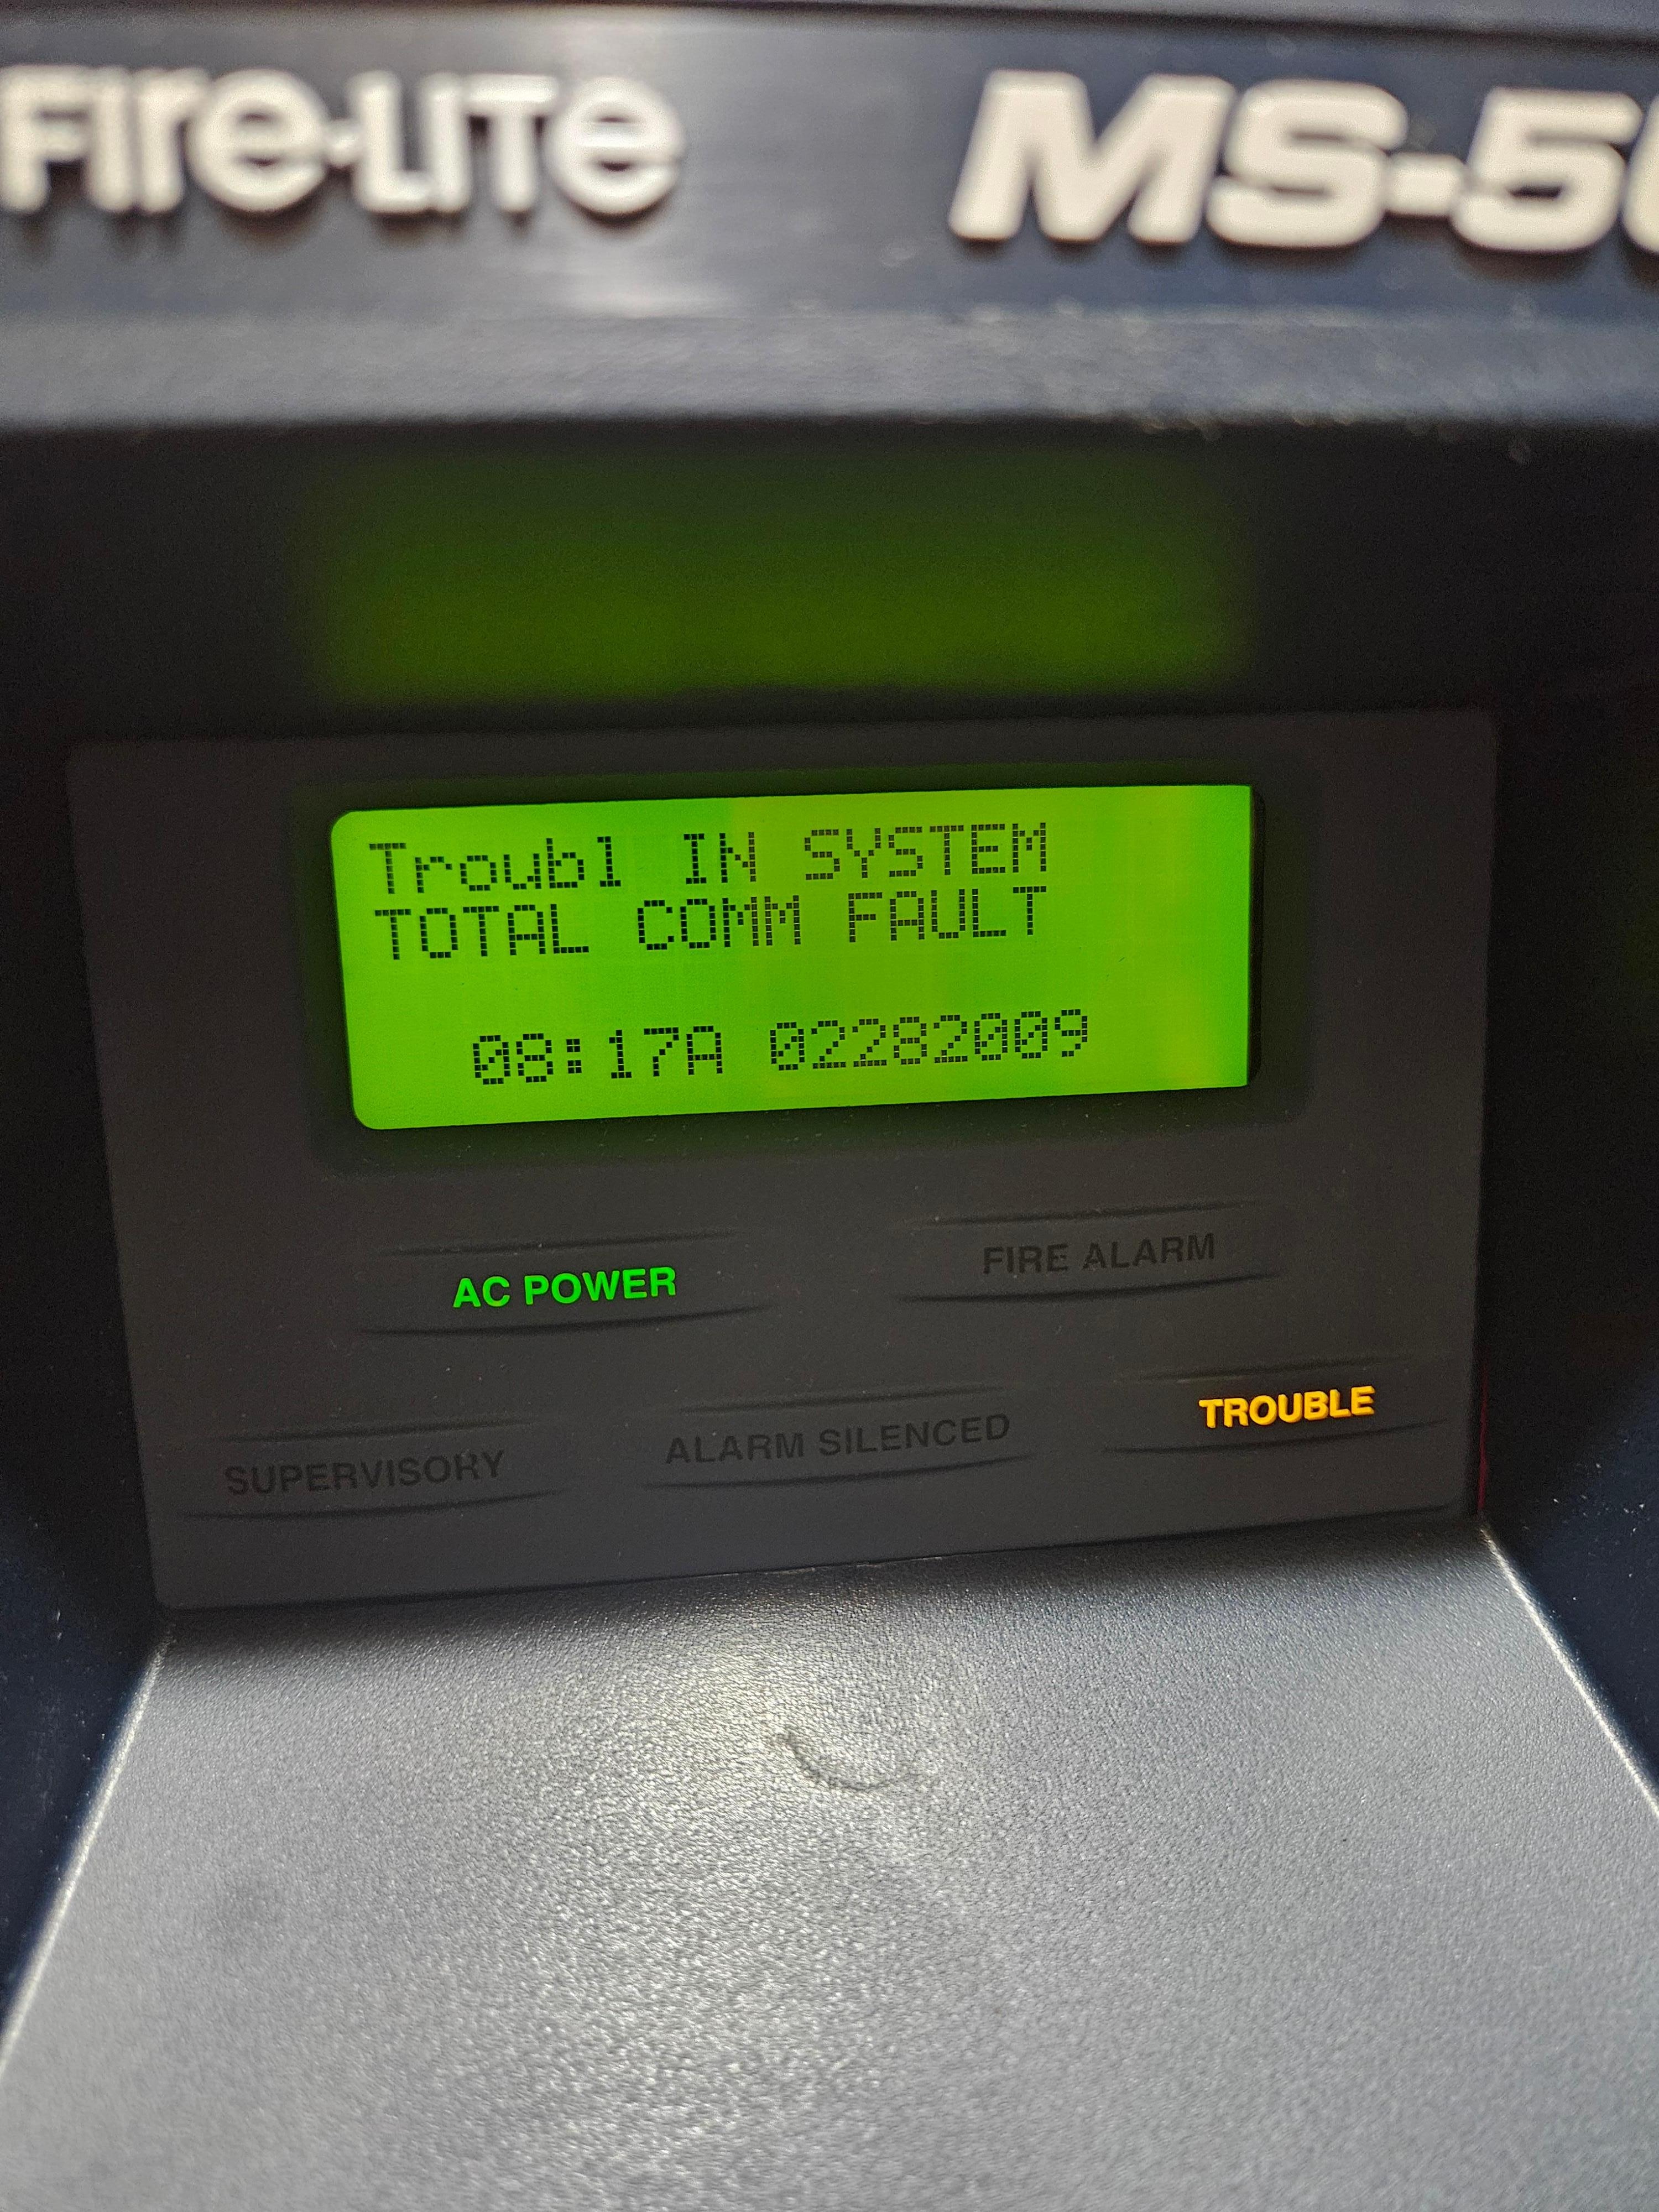 Fire·Lite MS-5
Troubl IN SYSTEM
TOTAL COMM FAULT
08:17A 02282009
AC POWER FIRE ALARM
SUPERVISORY ALARM SILENCED TROUBLE